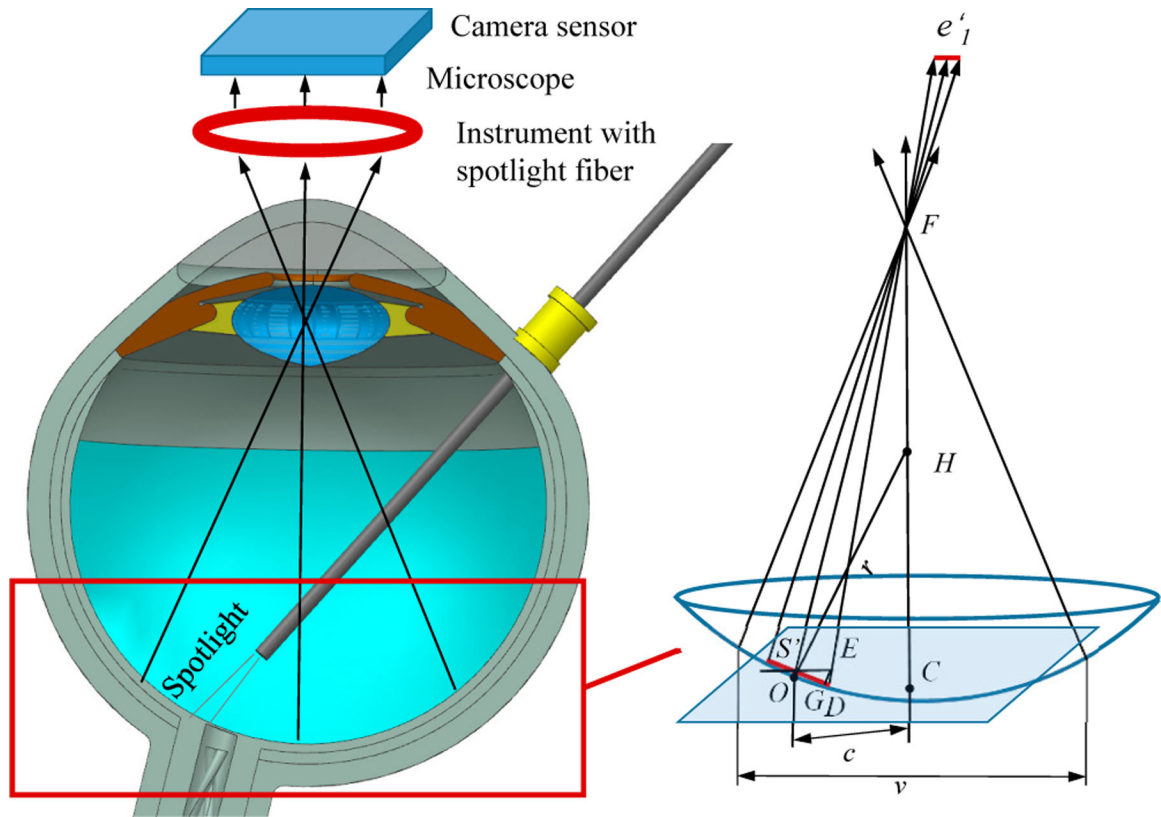 Camera sensor
Microscope
Instrument with
spotlight fiber
Spotlight
e'₁
F
H
r
S' E
O G D C
c
v